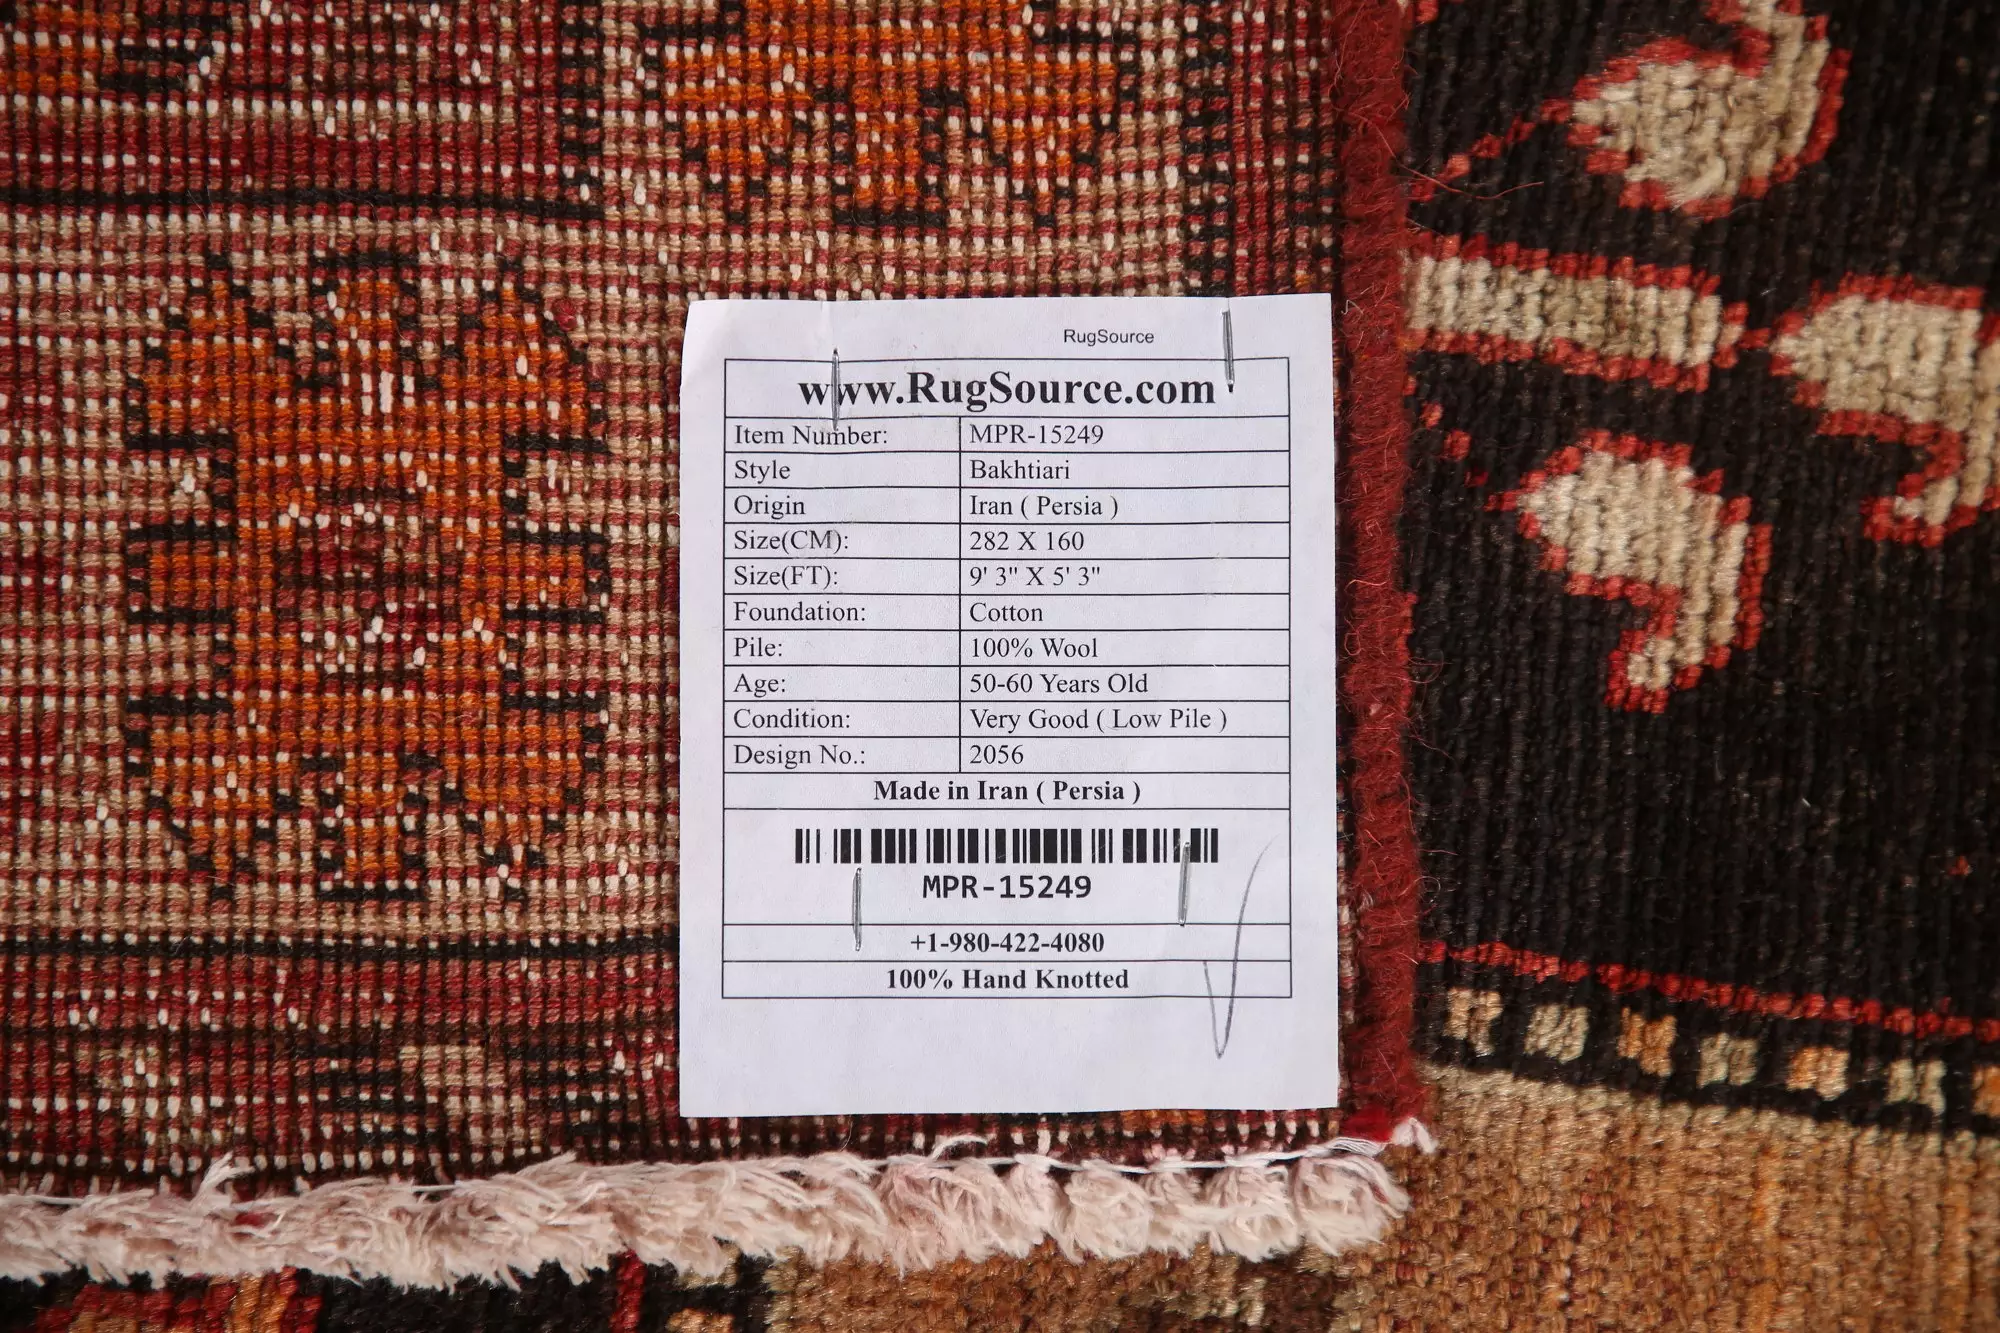 RugSource
www.RugSource.com
Item Number: MPR-15249
Style Bakhtiari
Origin Iran ( Persia )
Size(CM): 282 X 160
Size(FT): 9' 3" X 5' 3"
Foundation: Cotton
Pile: 100% Wool
Age: 50-60 Years Old
Condition: Very Good ( Low Pile )
Design No.: 2056
Made in Iran ( Persia )
MPR-15249
+1-980-422-4080
100% Hand Knotted